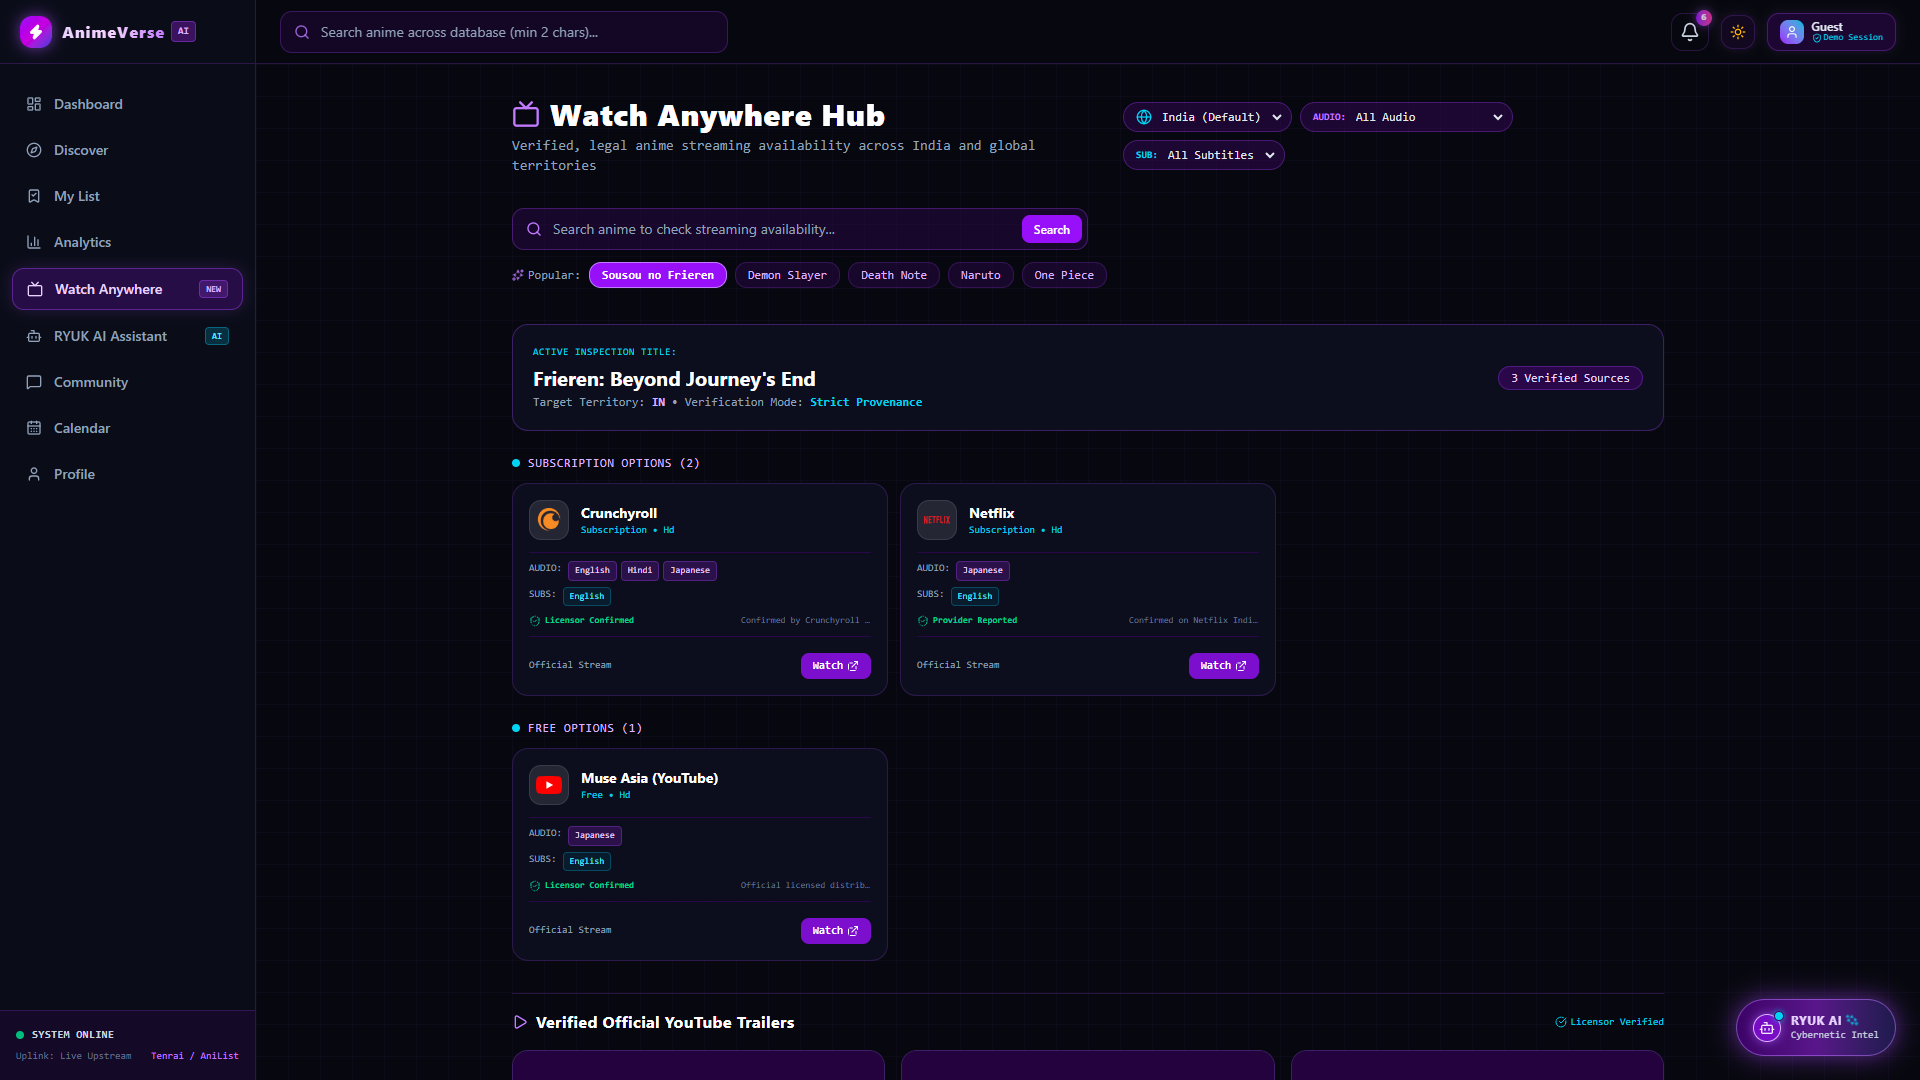 AnimeVerse AI
Search anime across database (min 2 chars)...
6
Guest
Demo Session
Dashboard
Discover
My List
Analytics
Watch Anywhere NEW
RYUK AI Assistant AI
Community
Calendar
Profile
SYSTEM ONLINE
Uplink: Live Upstream Tenrai / AniList
Watch Anywhere Hub
Verified, legal anime streaming availability across India and global
territories
India (Default)
AUDIO: All Audio
SUB: All Subtitles
Search anime to check streaming availability...
Search
Popular: Sousou no Frieren Demon Slayer Death Note Naruto One Piece
ACTIVE INSPECTION TITLE:
Frieren: Beyond Journey's End
Target Territory: IN • Verification Mode: Strict Provenance
3 Verified Sources
SUBSCRIPTION OPTIONS (2)
Crunchyroll
Subscription • Hd
AUDIO: English Hindi Japanese
SUBS: English
Licensor Confirmed Confirmed by Crunchyroll …
Official Stream Watch
NETFLIX
Netflix
Subscription • Hd
AUDIO: Japanese
SUBS: English
Provider Reported Confirmed on Netflix Indi…
Official Stream Watch
FREE OPTIONS (1)
Muse Asia (YouTube)
Free • Hd
AUDIO: Japanese
SUBS: English
Licensor Confirmed Official licensed distrib…
Official Stream Watch
Verified Official YouTube Trailers
Licensor Verified
RYUK AI
Cybernetic Intel